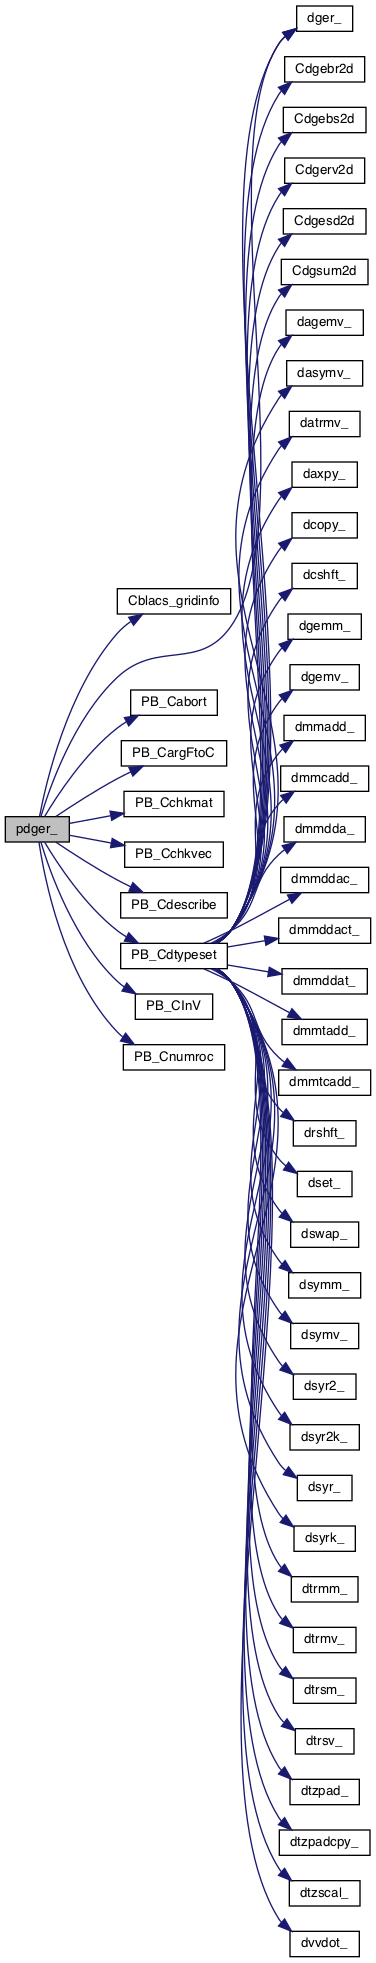 dger_
Cdgebr2d
Cdgebs2d
Cdgerv2d
Cdgesd2d
Cdgsum2d
dagemv_
dasymv_
datrmv_
daxpy_
dcopy_
dcshft_
Cblacs_gridinfo
dgemm_
dgemv_
PB_Cabort
dmmadd_
PB_CargFtoC
dmmcadd_
PB_Cchkmat
pdger_
dmmdda_
PB_Cchkvec
dmmddac_
PB_Cdescribe
dmmddact_
PB_Cdtypeset
dmmddat_
PB_CInV
dmmtadd_
PB_Cnumroc
dmmtcadd_
drshft_
dset_
dswap_
dsymm_
dsymv_
dsyr2_
dsyr2k_
dsyr_
dsyrk_
dtrmm_
dtrmv_
dtrsm_
dtrsv_
dtzpad_
dtzpadcpy_
dtzscal_
dvvdot_